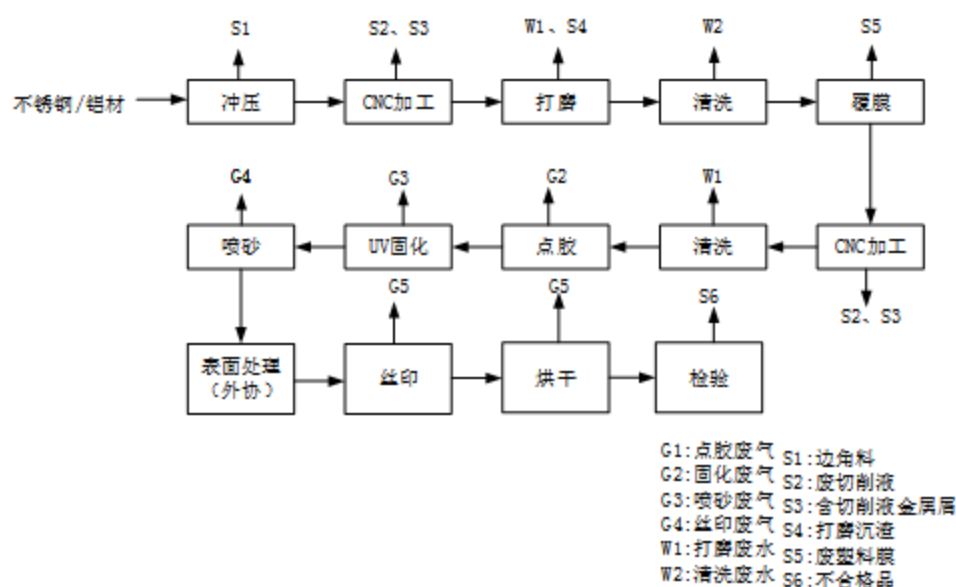 S1
S2、S3
W1、S4
W2
S5
不锈钢/铝材
冲压
CNC加工
打磨
清洗
覆膜
G4
G3
G2
W1
喷砂
UV固化
点胶
清洗
CNC加工
S2、S3
G5
G5
S6
表面处理
（外协）
丝印
烘干
检验
G1:点胶废气
G2:固化废气
G3:喷砂废气
G4:丝印废气
W1:打磨废水
W2:清洗废水
S1:边角料
S2:废切削液
S3:含切削液金属屑
S4:打磨沉渣
S5:废塑料膜
S6:不合格品